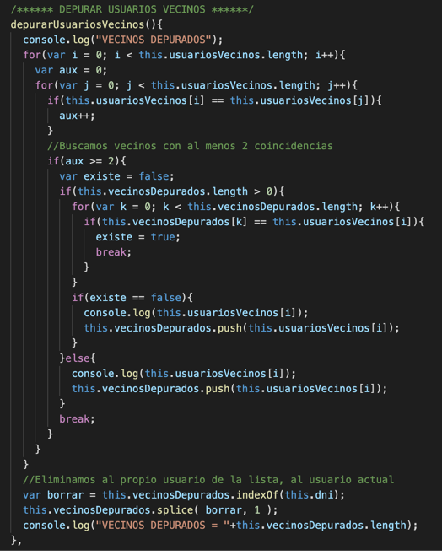 /****** DEPURAR USUARIOS VECINOS ******/
depurarUsuariosVecinos(){
console.log("VECINOS DEPURADOS");
for(var i = 0; i < this.usuariosVecinos.length; i++){
var aux = 0;
for(var j = 0; j < this.usuariosVecinos.length; j++){
if(this.usuariosVecinos[i] == this.usuariosVecinos[j]){
aux++;
}
//Buscamos vecinos con al menos 2 coincidencias
if(aux >= 2){
var existe = false;
if(this.vecinosDepurados.length > 0){
for(var k = 0; k < this.vecinosDepurados.length; k++){
if(this.vecinosDepurados[k] == this.usuariosVecinos[i]){
existe = true;
break;
}
}
if(existe == false){
console.log(this.usuariosVecinos[i]);
this.vecinosDepurados.push(this.usuariosVecinos[i]);
}
}else{
console.log(this.usuariosVecinos[i]);
this.vecinosDepurados.push(this.usuariosVecinos[i]);
}
break;
}
}
}
//Eliminamos al propio usuario de la lista, al usuario actual
var borrar = this.vecinosDepurados.indexOf(this.dni);
this.vecinosDepurados.splice( borrar, 1 );
console.log("VECINOS DEPURADOS = "+this.vecinosDepurados.length);
},